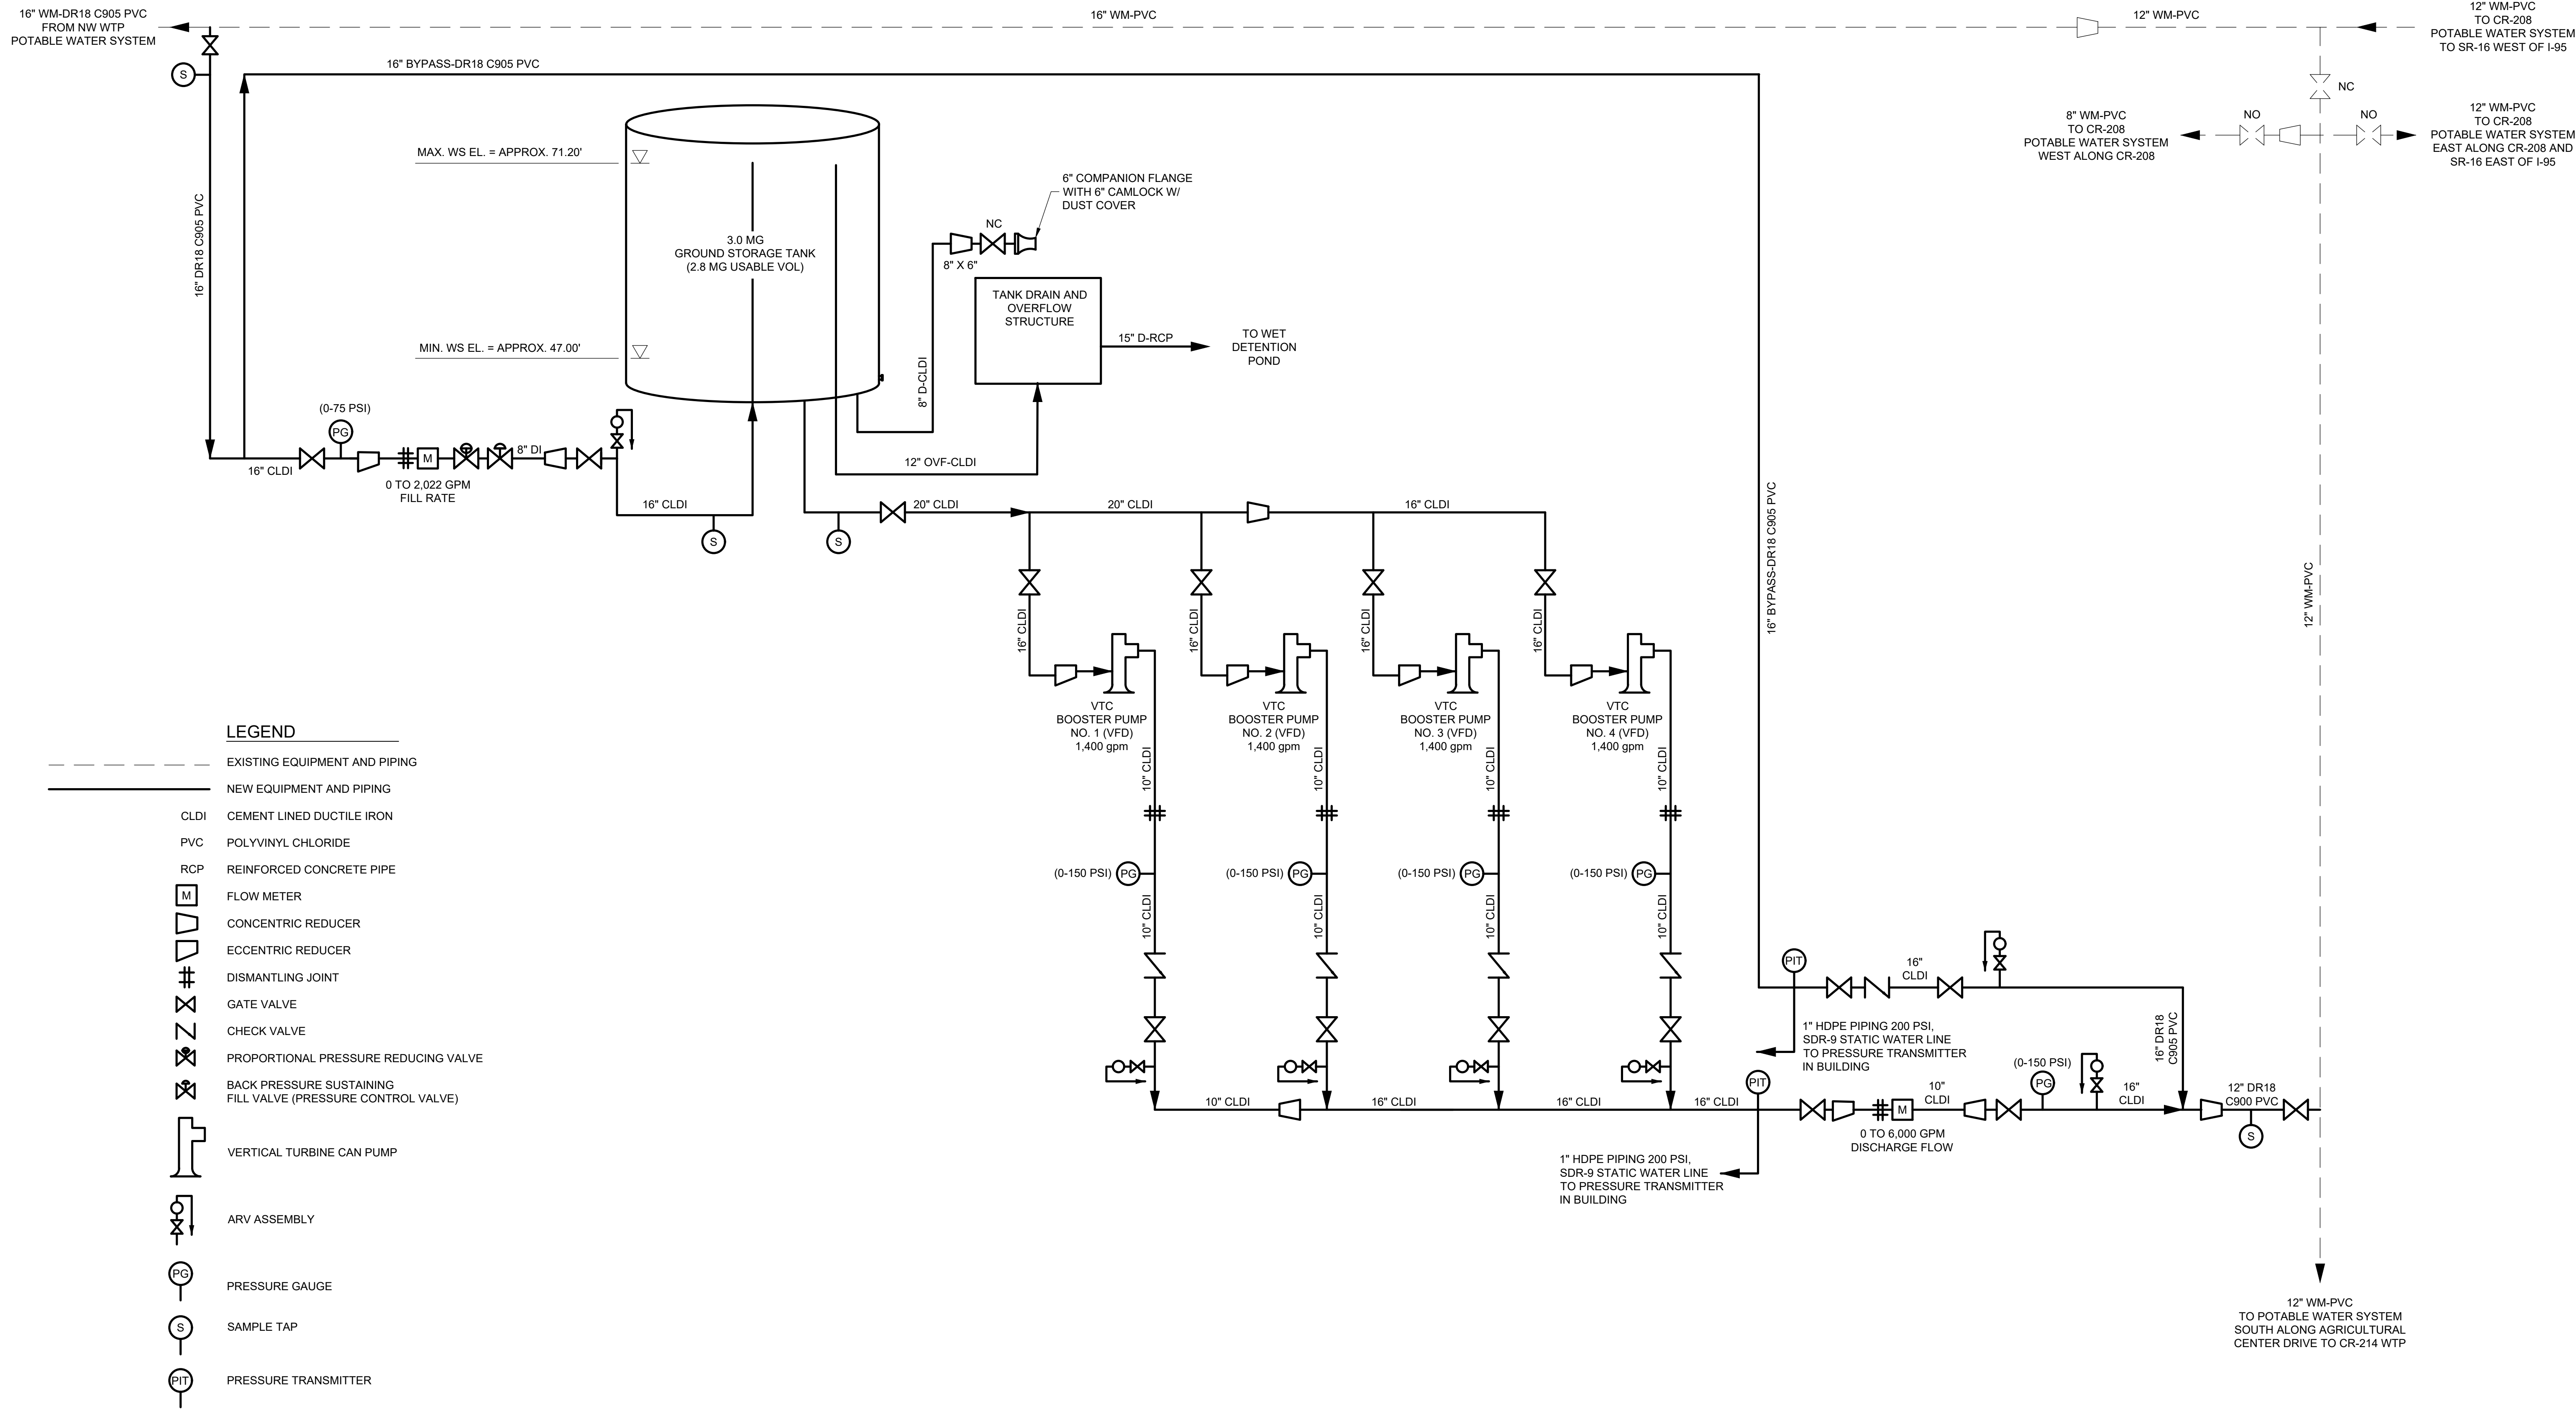 16" WM-DR18 C905 PVC
FROM NW WTP
POTABLE WATER SYSTEM
16" WM-PVC
12" WM-PVC
12" WM-PVC
TO CR-208
POTABLE WATER SYSTEM
TO SR-16 WEST OF I-95
S
16" BYPASS-DR18 C905 PVC
NC
8" WM-PVC
TO CR-208
POTABLE WATER SYSTEM
WEST ALONG CR-208
NO
NO
12" WM-PVC
TO CR-208
POTABLE WATER SYSTEM
EAST ALONG CR-208 AND
SR-16 EAST OF I-95
MAX. WS EL. = APPROX. 71.20'
6" COMPANION FLANGE
WITH 6" CAMLOCK W/
DUST COVER
NC
8" X 6"
16" DR18 C905 PVC
3.0 MG
GROUND STORAGE TANK
(2.8 MG USABLE VOL)
TANK DRAIN AND
OVERFLOW
STRUCTURE
15" D-RCP
TO WET
DETENTION
POND
MIN. WS EL. = APPROX. 47.00'
8" D-CLDI
(0-75 PSI)
PG
16" CLDI
M
8" DI
0 TO 2,022 GPM
FILL RATE
12" OVF-CLDI
16" CLDI
S
S
20" CLDI
20" CLDI
16" CLDI
16" BYPASS-DR18 C905 PVC
12" WM-PVC
16" CLDI
16" CLDI
16" CLDI
16" CLDI
VTC
BOOSTER PUMP
NO. 1 (VFD)
1,400 gpm
VTC
BOOSTER PUMP
NO. 2 (VFD)
1,400 gpm
VTC
BOOSTER PUMP
NO. 3 (VFD)
1,400 gpm
VTC
BOOSTER PUMP
NO. 4 (VFD)
1,400 gpm
10" CLDI
10" CLDI
10" CLDI
10" CLDI
(0-150 PSI)
PG
(0-150 PSI)
PG
(0-150 PSI)
PG
(0-150 PSI)
PG
10" CLDI
10" CLDI
10" CLDI
10" CLDI
PIT
16"
CLDI
1" HDPE PIPING 200 PSI,
SDR-9 STATIC WATER LINE
TO PRESSURE TRANSMITTER
IN BUILDING
16" DR18
C905 PVC
PIT
(0-150 PSI)
PG
10" CLDI
16" CLDI
16" CLDI
16" CLDI
10"
CLDI
M
16"
CLDI
12" DR18
C900 PVC
S
0 TO 6,000 GPM
DISCHARGE FLOW
1" HDPE PIPING 200 PSI,
SDR-9 STATIC WATER LINE
TO PRESSURE TRANSMITTER
IN BUILDING
12" WM-PVC
TO POTABLE WATER SYSTEM
SOUTH ALONG AGRICULTURAL
CENTER DRIVE TO CR-214 WTP
LEGEND
EXISTING EQUIPMENT AND PIPING
NEW EQUIPMENT AND PIPING
CLDI CEMENT LINED DUCTILE IRON
PVC POLYVINYL CHLORIDE
RCP REINFORCED CONCRETE PIPE
M FLOW METER
CONCENTRIC REDUCER
ECCENTRIC REDUCER
DISMANTLING JOINT
GATE VALVE
CHECK VALVE
PROPORTIONAL PRESSURE REDUCING VALVE
BACK PRESSURE SUSTAINING
FILL VALVE (PRESSURE CONTROL VALVE)
VERTICAL TURBINE CAN PUMP
ARV ASSEMBLY
PG PRESSURE GAUGE
S SAMPLE TAP
PIT PRESSURE TRANSMITTER